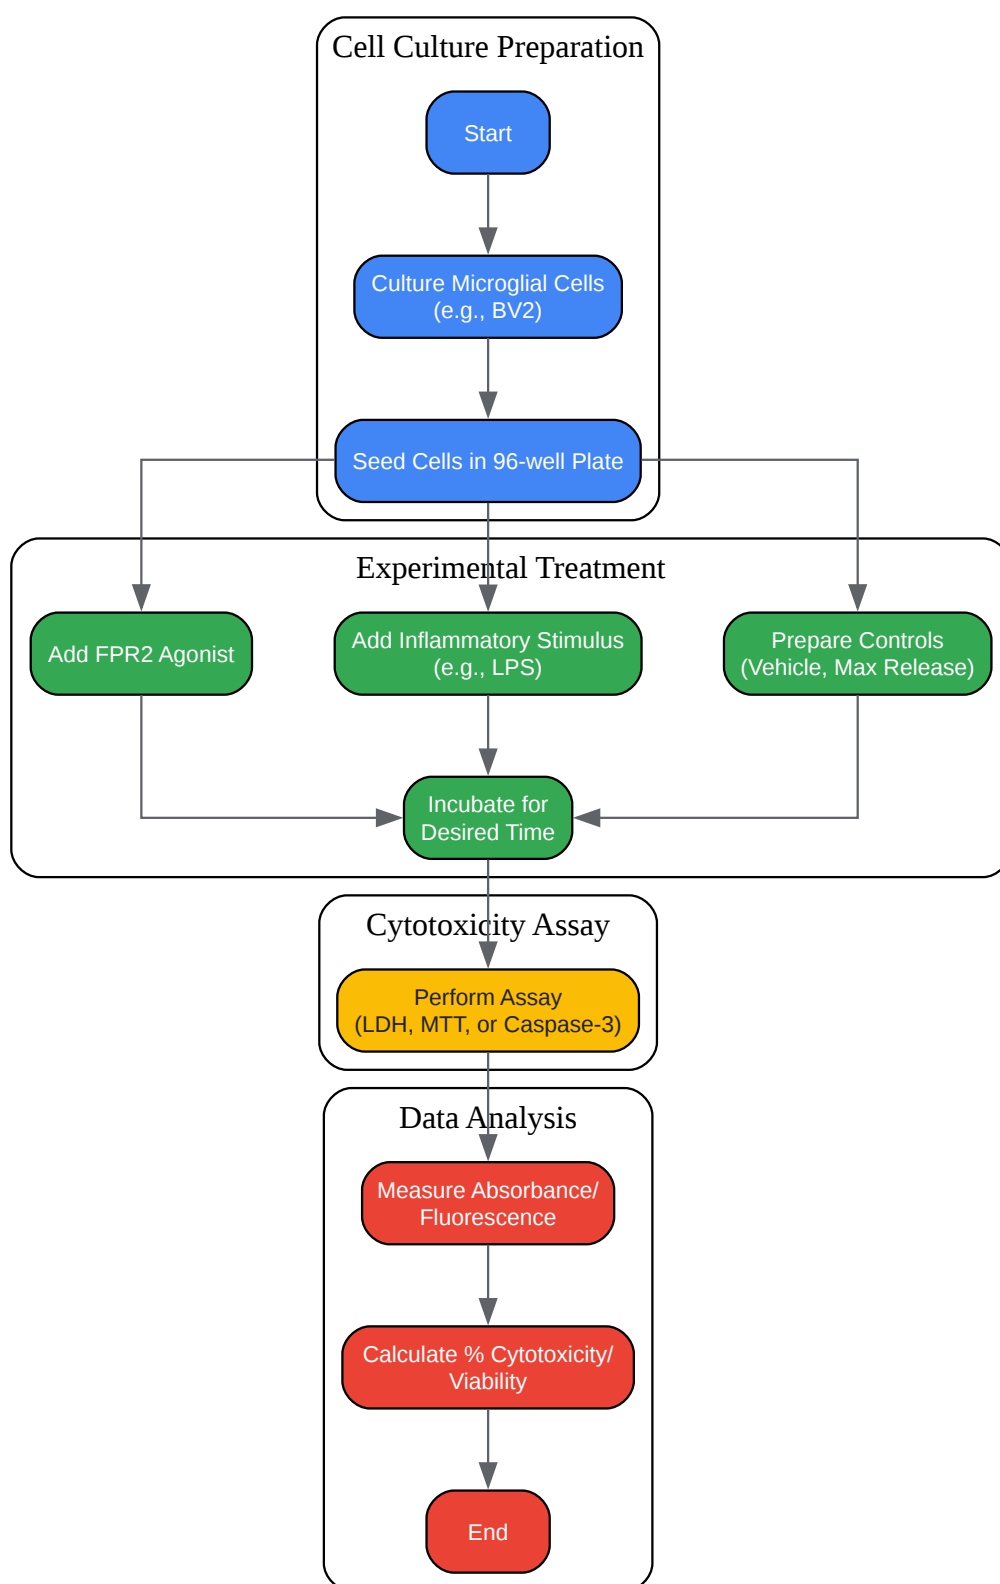 Cell Culture Preparation
Start
Culture Microglial Cells
(e.g., BV2)
Seed Cells in 96-well Plate
Experimental Treatment
Add FPR2 Agonist
Add Inflammatory Stimulus
(e.g., LPS)
Prepare Controls
(Vehicle, Max Release)
Incubate for
Desired Time
Cytotoxicity Assay
Perform Assay
(LDH, MTT, or Caspase-3)
Data Analysis
Measure Absorbance/
Fluorescence
Calculate % Cytotoxicity/
Viability
End